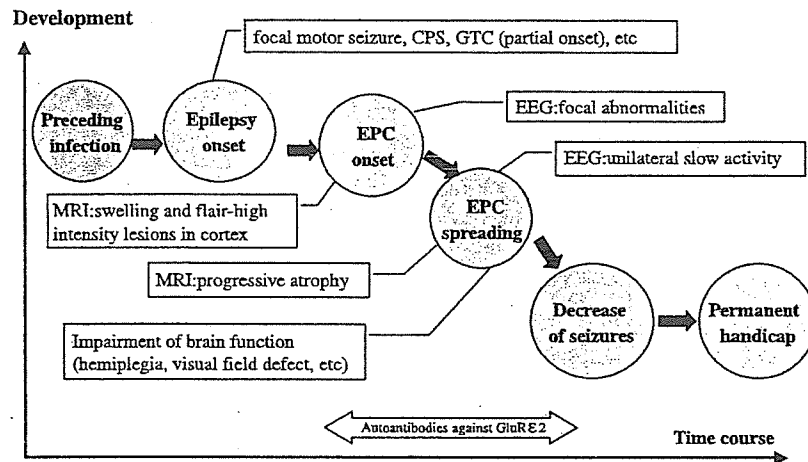 Development
focal motor seizure, CPS, GTC (partial onset), etc
Preceding
infection
Epilepsy
onset
EPC
onset
EEG:focal abnormalities
EEG:unilateral slow activity
MRI:swelling and flair-high
intensity lesions in cortex
EPC
spreading
MRI:progressive atrophy
Impairment of brain function
(hemiplegia, visual field defect, etc)
Decrease
of seizures
Permanent
handicap
Autoantibodies against GluRε2
Time course